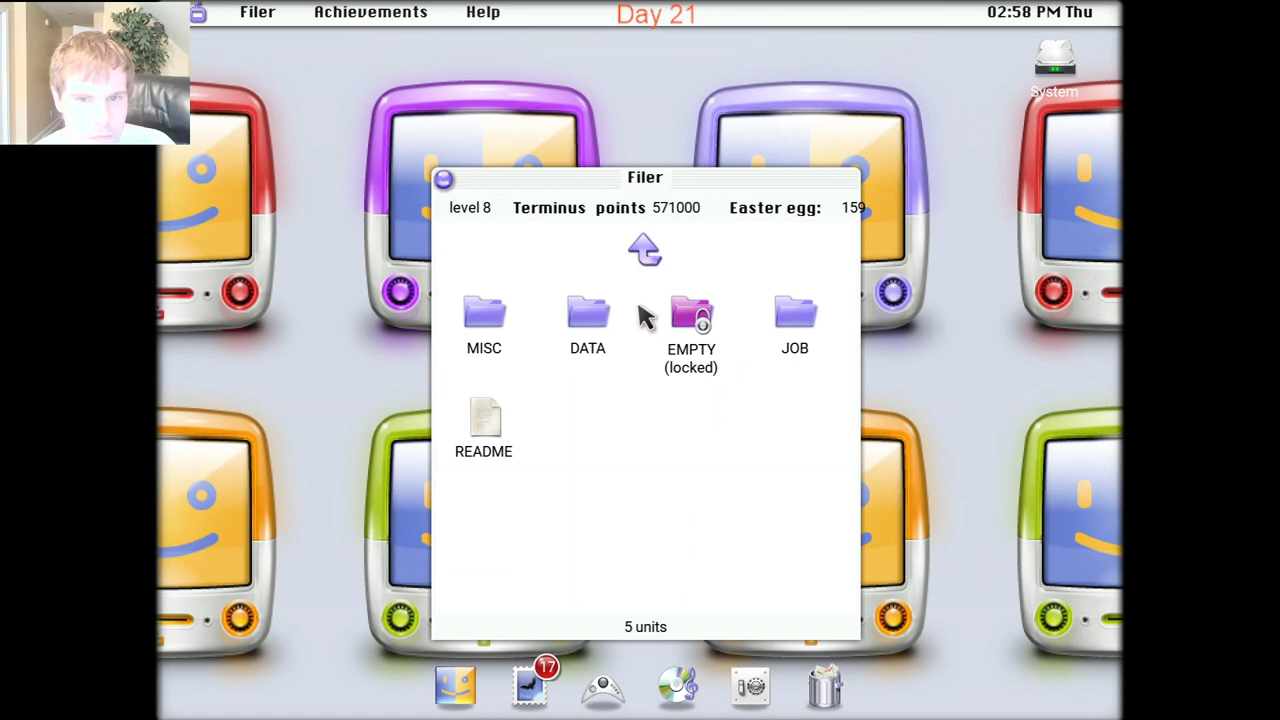 Filer Achievements Help Day 21 02:58 PM Thu
System
Filer
level 8 Terminus points 571000 Easter egg: 159
MISC DATA EMPTY (locked) JOB
README
5 units
17